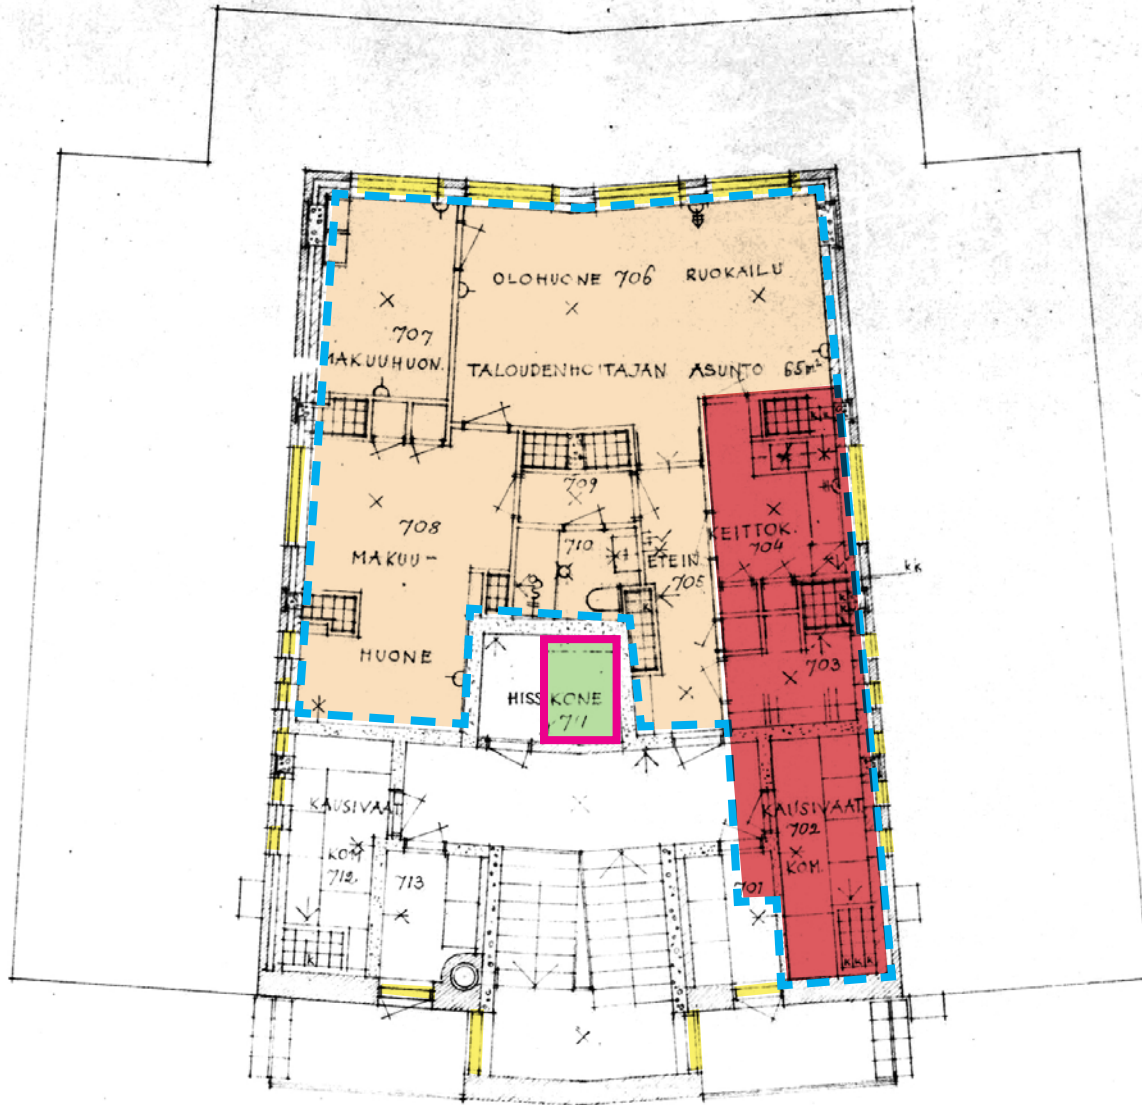 OLOHUONE 706 RUOKAILU
707
MAKUUHUON.
TALOUDENHOITAJAN ASUNTO 65m²
709
708
MAKUU-
710
KEITTOK.
704
ETEIN.
705
kk
HUONE
703
HISSIKONE
711
KAUSIVAAT.
KOM.
712
713
KAUSIVAAT.
702
KOM.
701
K
K K K